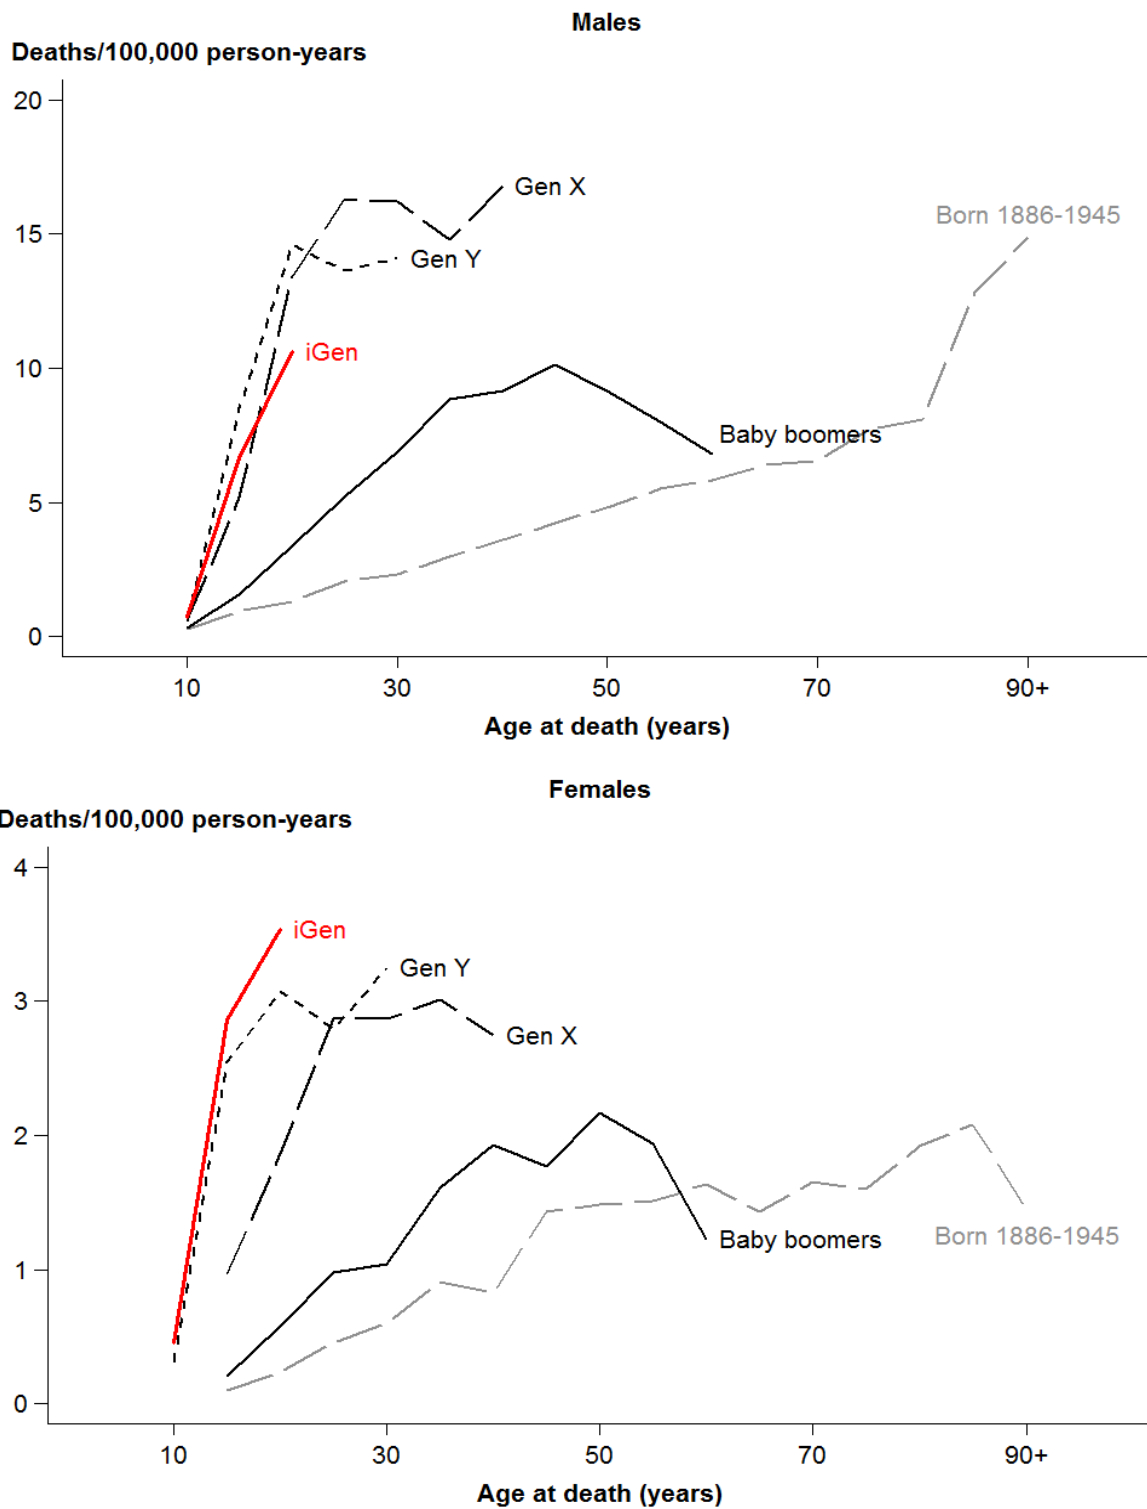 Males
Deaths/100,000 person-years
20
15
10
5
0
Gen X
Gen Y
iGen
Born 1886-1945
Baby boomers
10 30 50 70 90+
Age at death (years)
Females
Deaths/100,000 person-years
4
3
2
1
0
iGen
Gen Y
Gen X
Baby boomers
Born 1886-1945
10 30 50 70 90+
Age at death (years)